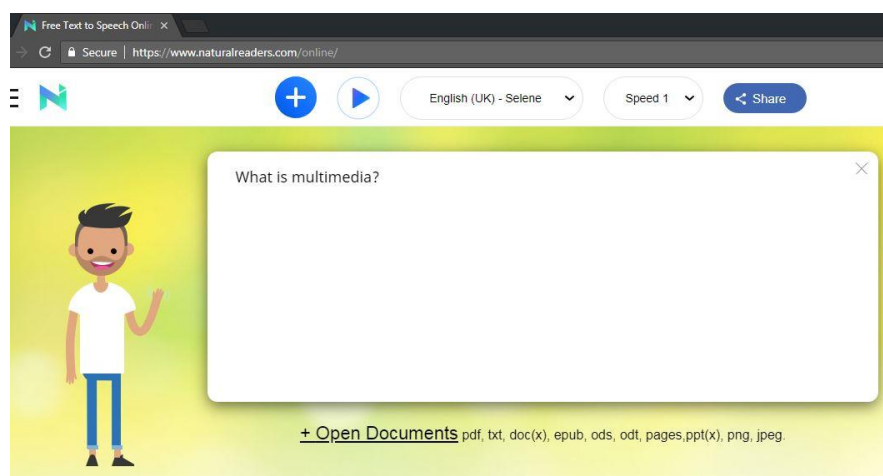 Free Text to Speech Onlin
Secure | https://www.naturalreaders.com/online/
English (UK) - Selene
Speed 1
Share
What is multimedia?
+ Open Documents pdf, txt, doc(x), epub, ods, odt, pages,ppt(x), png, jpeg.